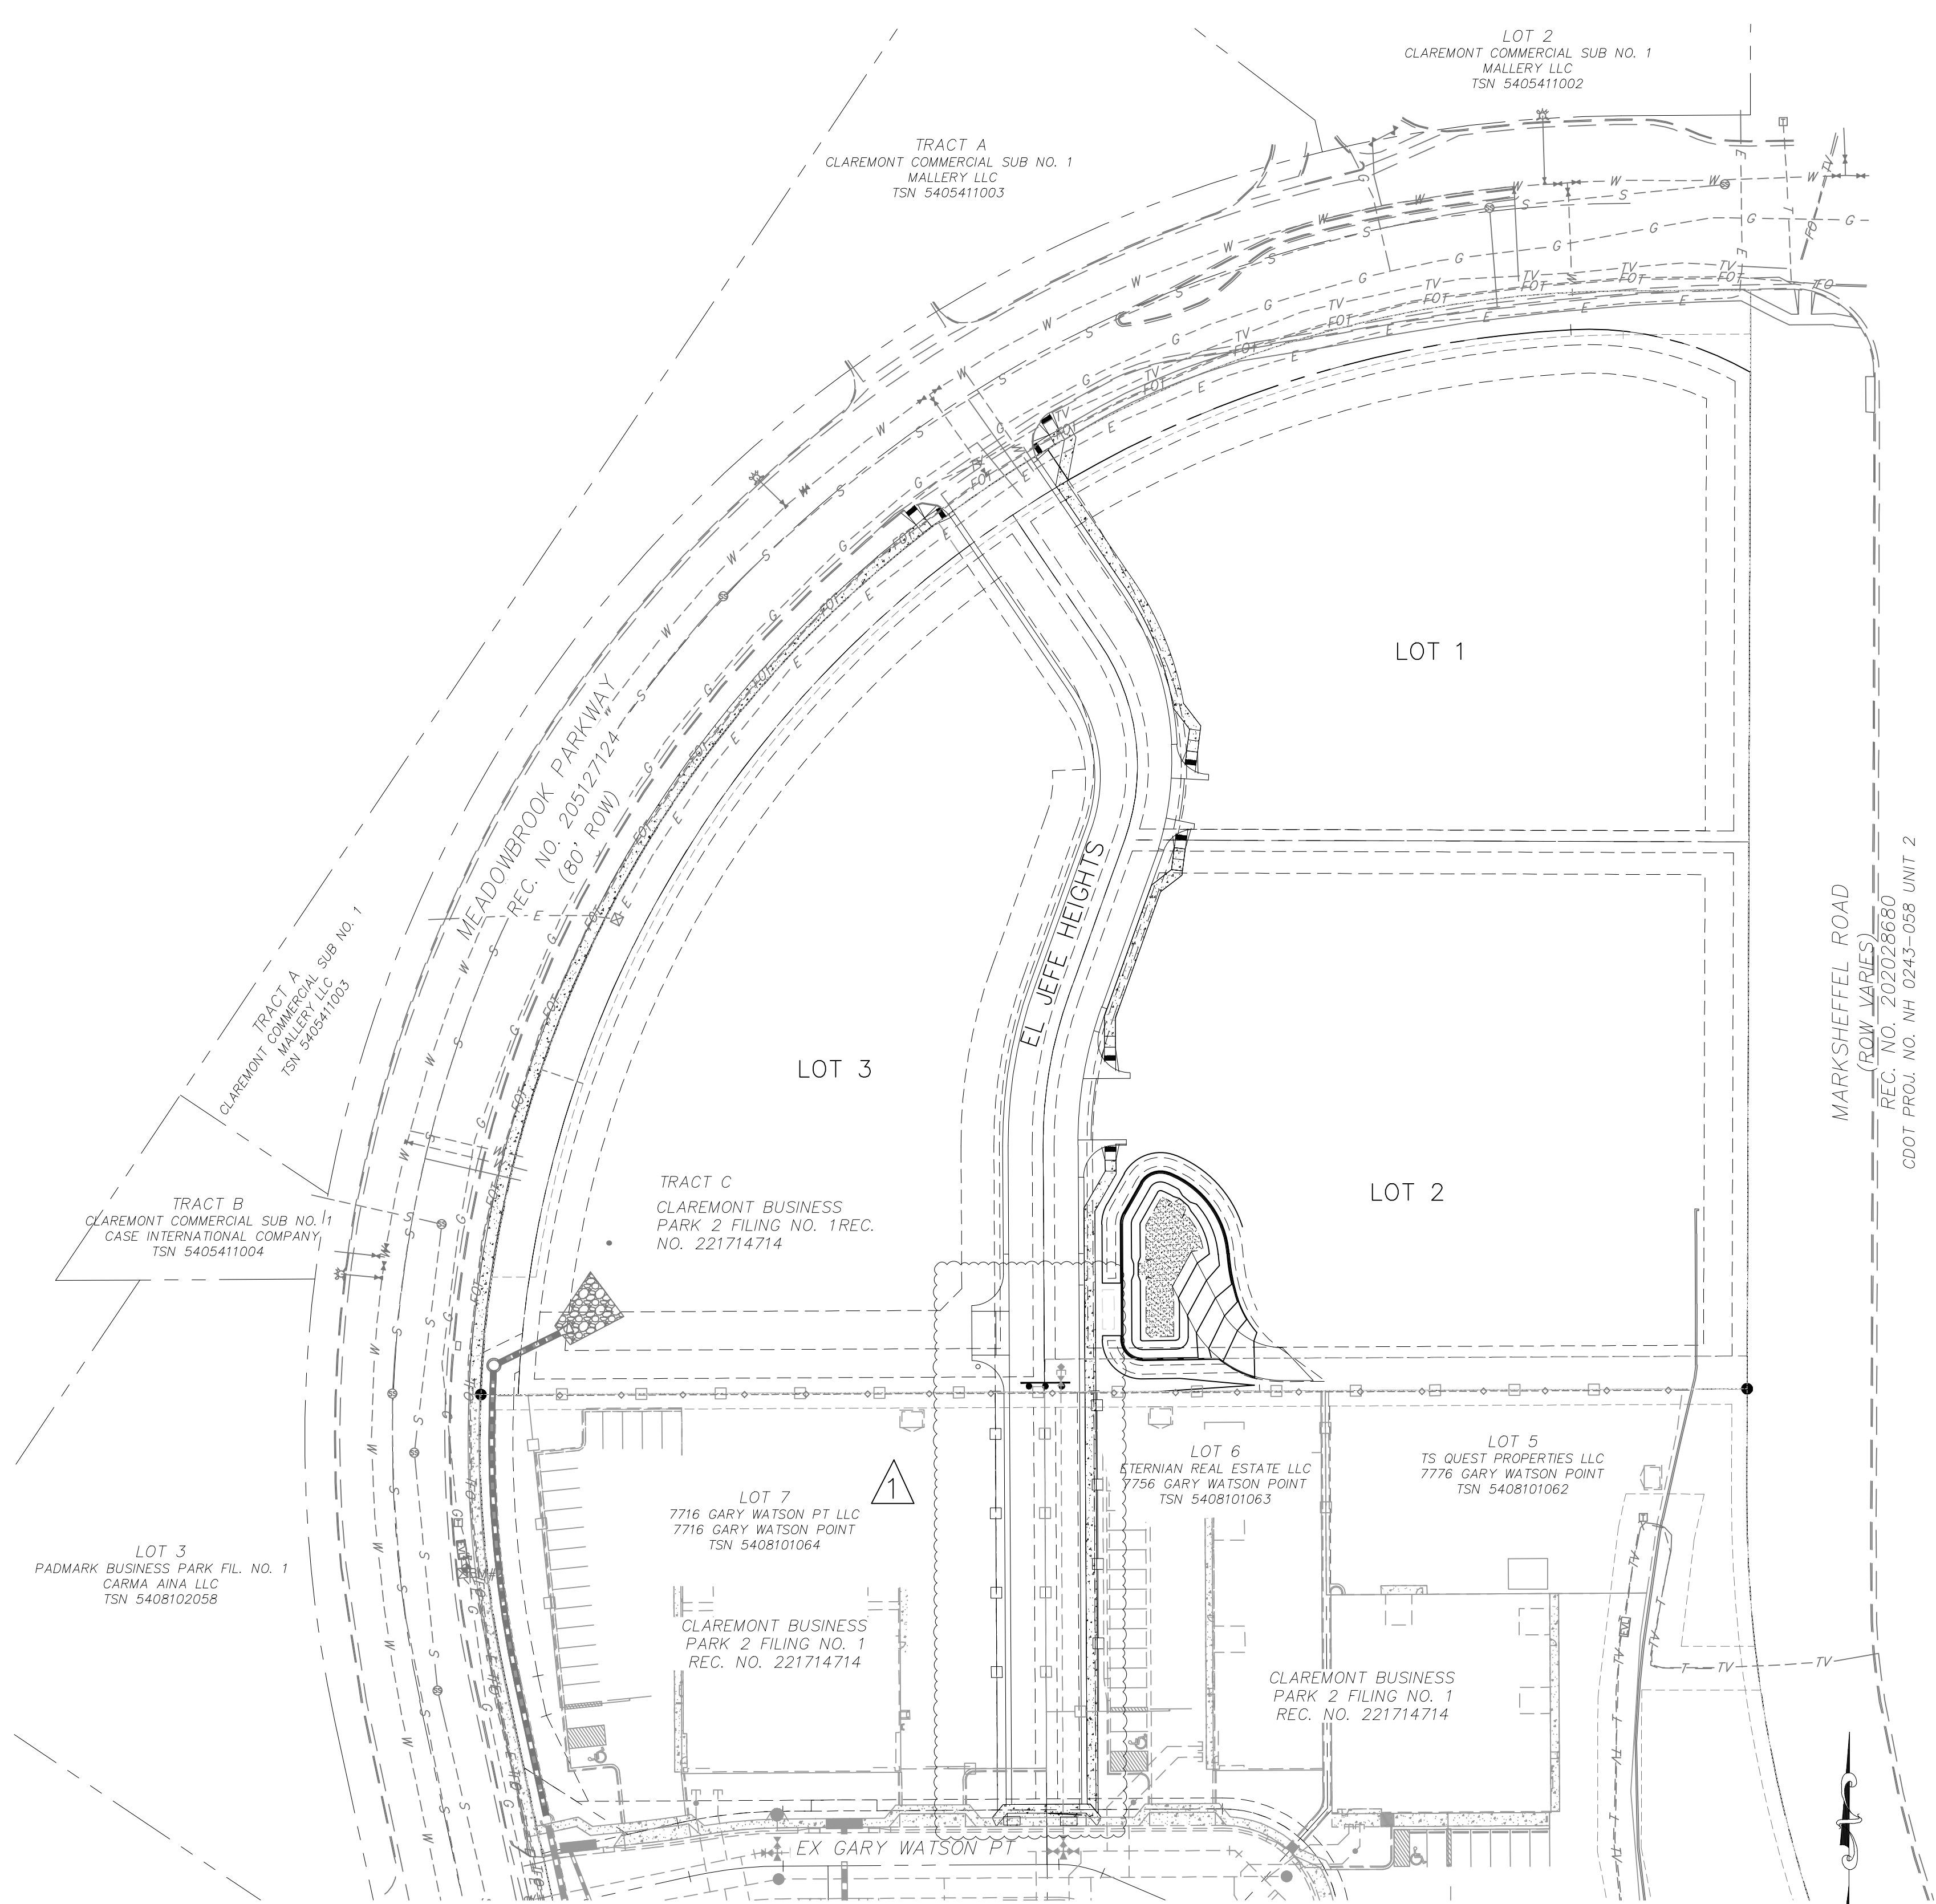 LOT 2
CLAREMONT COMMERCIAL SUB NO. 1
MALLERY LLC
TSN 5405411002
TRACT A
CLAREMONT COMMERCIAL SUB NO. 1
MALLERY LLC
TSN 5405411003
LOT 1
MEADOWBROOK PARKWAY
REC. NO. 205127124
(80' ROW)
EL JEFE HEIGHTS
MARKSHEFFEL ROAD
(ROW VARIES)
REC. NO. 202028680
CDOT PROJ. NO. NH 0243-058 UNIT 2
TRACT A
CLAREMONT COMMERCIAL SUB NO. 1
MALLERY LLC
TSN 5405411003
LOT 3
TRACT C
CLAREMONT BUSINESS
PARK 2 FILING NO. 1REC.
NO. 221714714
LOT 2
TRACT B
CLAREMONT COMMERCIAL SUB NO. 1
CASE INTERNATIONAL COMPANY
TSN 5405411004
LOT 7
7716 GARY WATSON PT LLC
7716 GARY WATSON POINT
TSN 5408101064
1
LOT 6
ETERNIAN REAL ESTATE LLC
7756 GARY WATSON POINT
TSN 5408101063
LOT 5
TS QUEST PROPERTIES LLC
7776 GARY WATSON POINT
TSN 5408101062
LOT 3
PADMARK BUSINESS PARK FIL. NO. 1
CARMA AINA LLC
TSN 5408102058
CLAREMONT BUSINESS
PARK 2 FILING NO. 1
REC. NO. 221714714
CLAREMONT BUSINESS
PARK 2 FILING NO. 1
REC. NO. 221714714
EX GARY WATSON PT